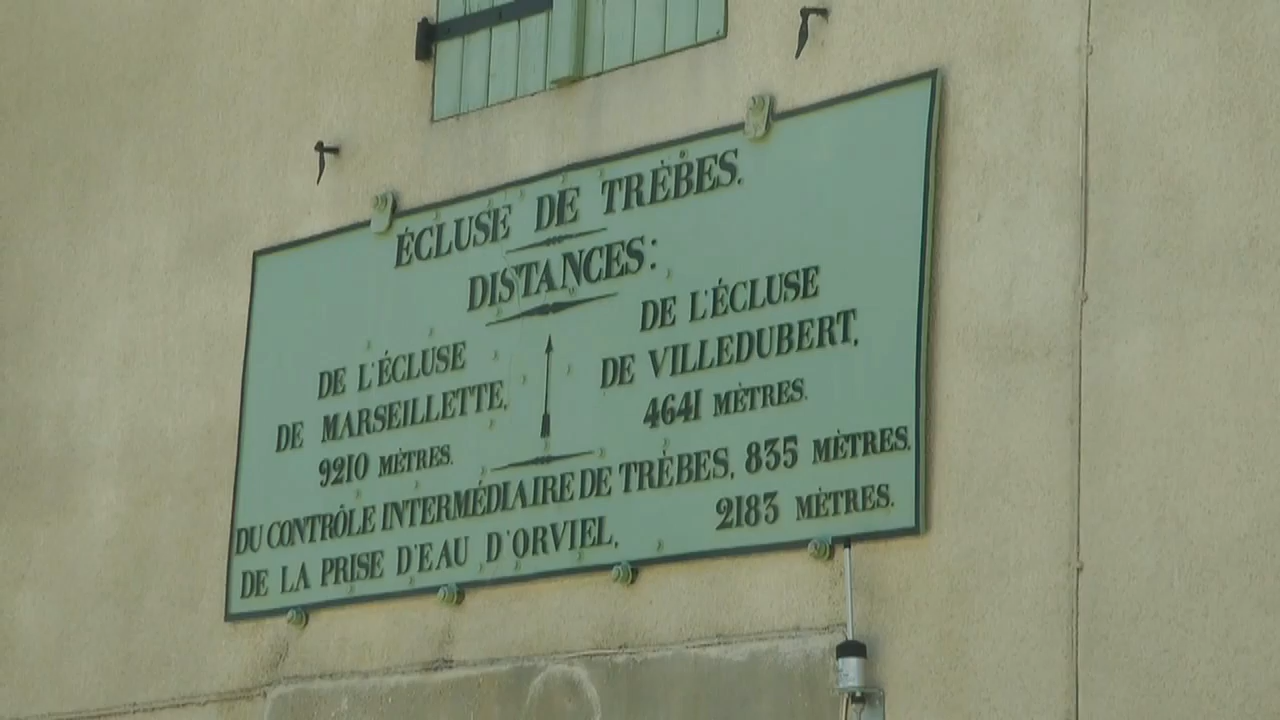 ÉCLUSE DE TRÈBES.
DISTANCES:
DE L'ÉCLUSE
DE MARSEILLETTE,
9210 MÈTRES.
DE L'ÉCLUSE
DE VILLEDUBERT,
4641 MÈTRES.
DU CONTRÔLE INTERMÉDIAIRE DE TRÈBES, 835 MÈTRES.
DE LA PRISE D'EAU D'ORVIEL, 2183 MÈTRES.